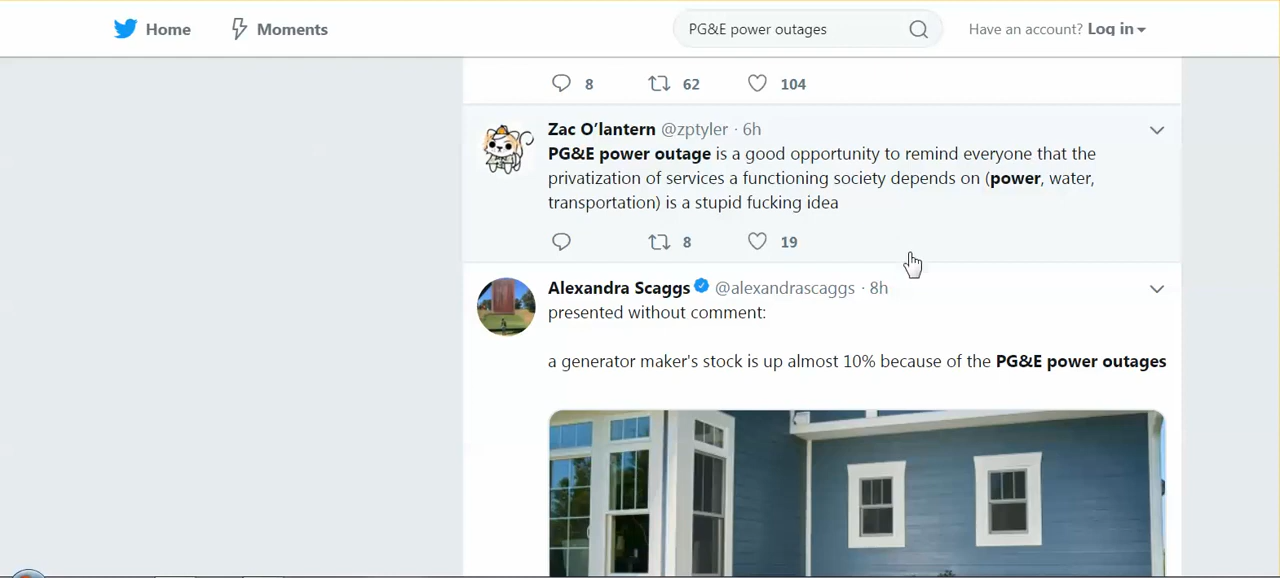 Home Moments PG&E power outages Have an account? Log in
8 62 104
Zac O’lantern @zptyler · 6h
PG&E power outage is a good opportunity to remind everyone that the
privatization of services a functioning society depends on (power, water,
transportation) is a stupid fucking idea
8 19
Alexandra Scaggs @alexandrascaggs · 8h
presented without comment:
a generator maker's stock is up almost 10% because of the PG&E power outages